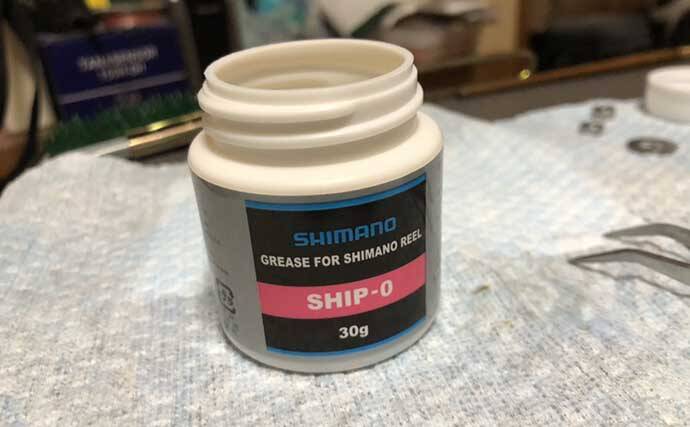 SHIMANO
GREASE FOR SHIMANO REEL
SHIP-0
30g